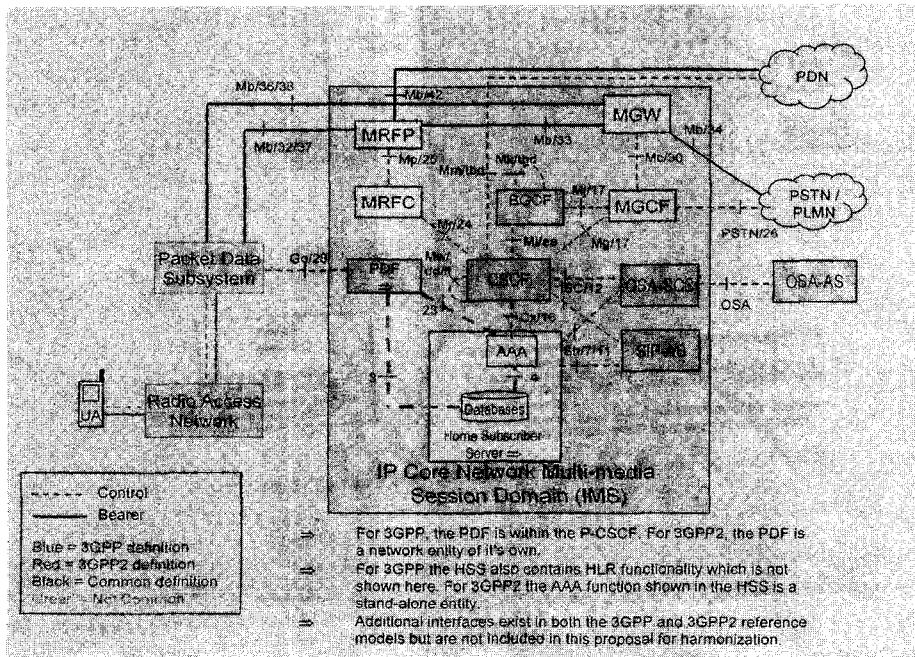 PDN
Mb/36/38
Mb/42
MGW
Mb/34
MRFP
Mb/33
Mb/32/37
Mp/25
Mc/30
PSTN /
PLMN
MRFC
BGCF
Mj/17
MGCF
PSTN/26
Mr/24
Mg/17
Packet Data
Subsystem
Go/29
PDF
CSCF
OSA-SCS
OSA-AS
OSA
23
Cx/16
AAA
SIP-AS
3
4
UA
Radio Access
Network
Databases
Home Subscriber
Server ⇒
IP Core Network Multi-media
Session Domain (IMS)
Control
Bearer
Blue = 3GPP definition
Red = 3GPP2 definition
Black = Common definition
Green = Not Common
⇒ For 3GPP, the PDF is within the P-CSCF. For 3GPP2, the PDF is
a network entity of it's own.
⇒ For 3GPP the HSS also contains HLR functionality which is not
shown here. For 3GPP2 the AAA function shown in the HSS is a
stand-alone entity.
⇒ Additional interfaces exist in both the 3GPP and 3GPP2 reference
models but are not included in this proposal for harmonization.